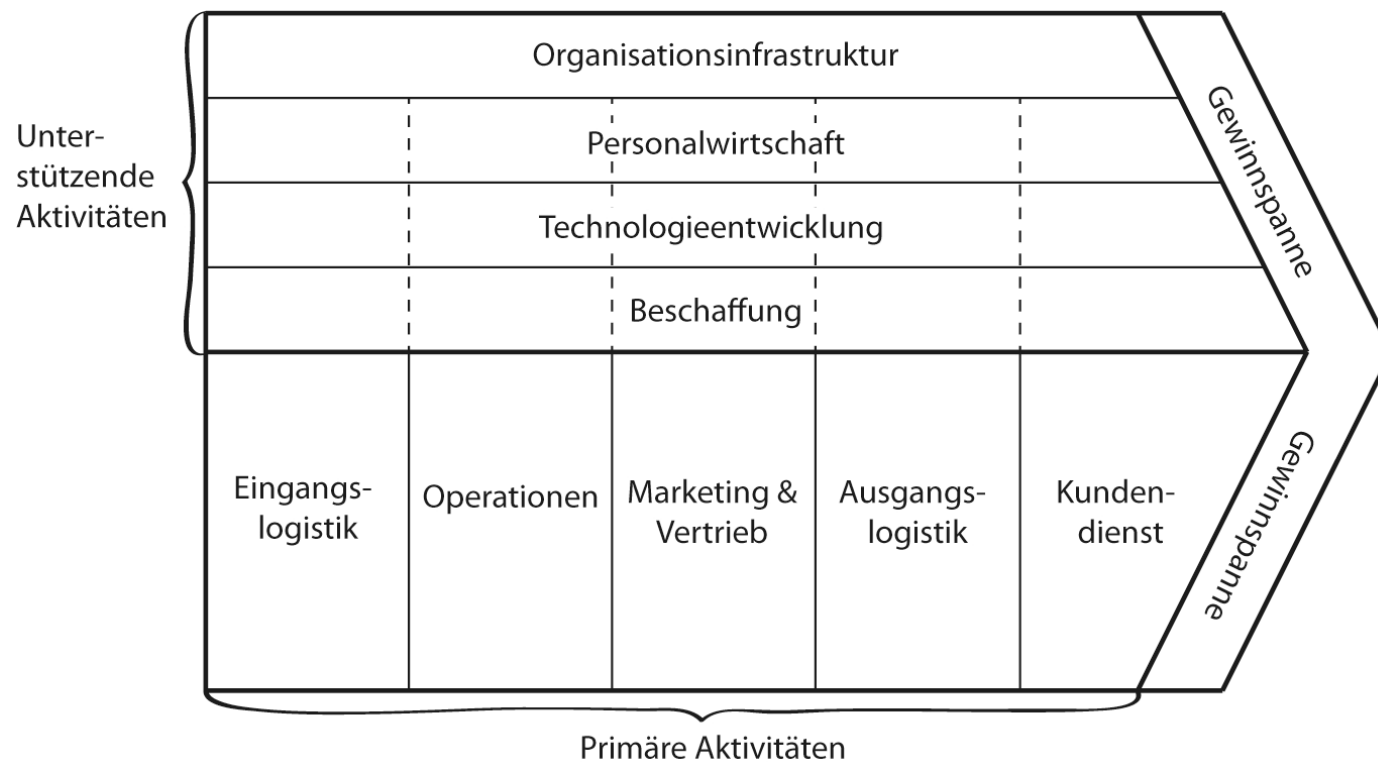 Organisationsinfrastruktur
Unter-
stützende
Aktivitäten
Personalwirtschaft
Technologieentwicklung
Beschaffung
Gewinnspanne
Eingangs-
logistik
Operationen
Marketing &
Vertrieb
Ausgangs-
logistik
Kunden-
dienst
Gewinnspanne
Primäre Aktivitäten